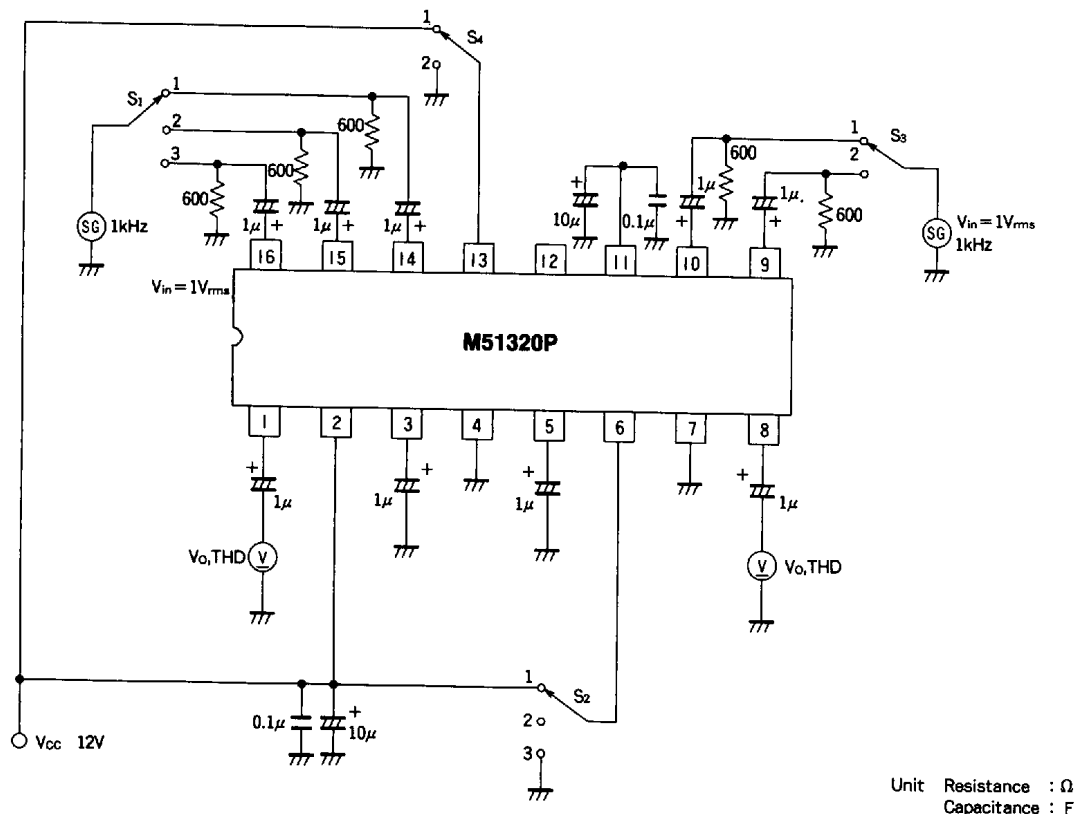 1
S4
2
S1
1
2
3
600
600
600
SG
1kHz
1μ +
1μ +
1μ +
+
10μ
0.1μ
600
1μ
+
1μ.
+
600
1
2
S3
SG
Vin = 1Vrms
1kHz
16
15
14
13
12
11
10
9
Vin = 1Vrms
M51320P
1
2
3
4
5
6
7
8
+
1μ
+
1μ
+
1μ
+
1μ
Vo,THD
V
V
Vo,THD
1
S2
2
3
0.1μ
+
10μ
Vcc 12V
Unit Resistance : Ω
Capacitance : F